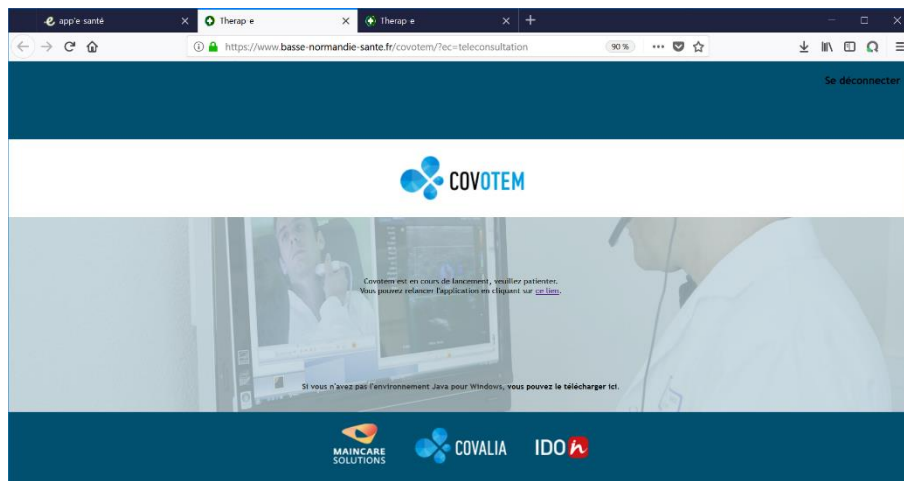 app'e santé
Therap e
Therap e
https://www.basse-normandie-sante.fr/covotem/?ec=teleconsultation
90 %
Se déconnecter
COVOTEM
Covotem est en cours de lancement, veuillez patienter.
Vous pouvez relancer l'application en cliquant sur ce lien.
Si vous n'avez pas l'environnement Java pour Windows, vous pouvez le télécharger ici.
MAINCARE
SOLUTIONS
COVALIA
IDO in